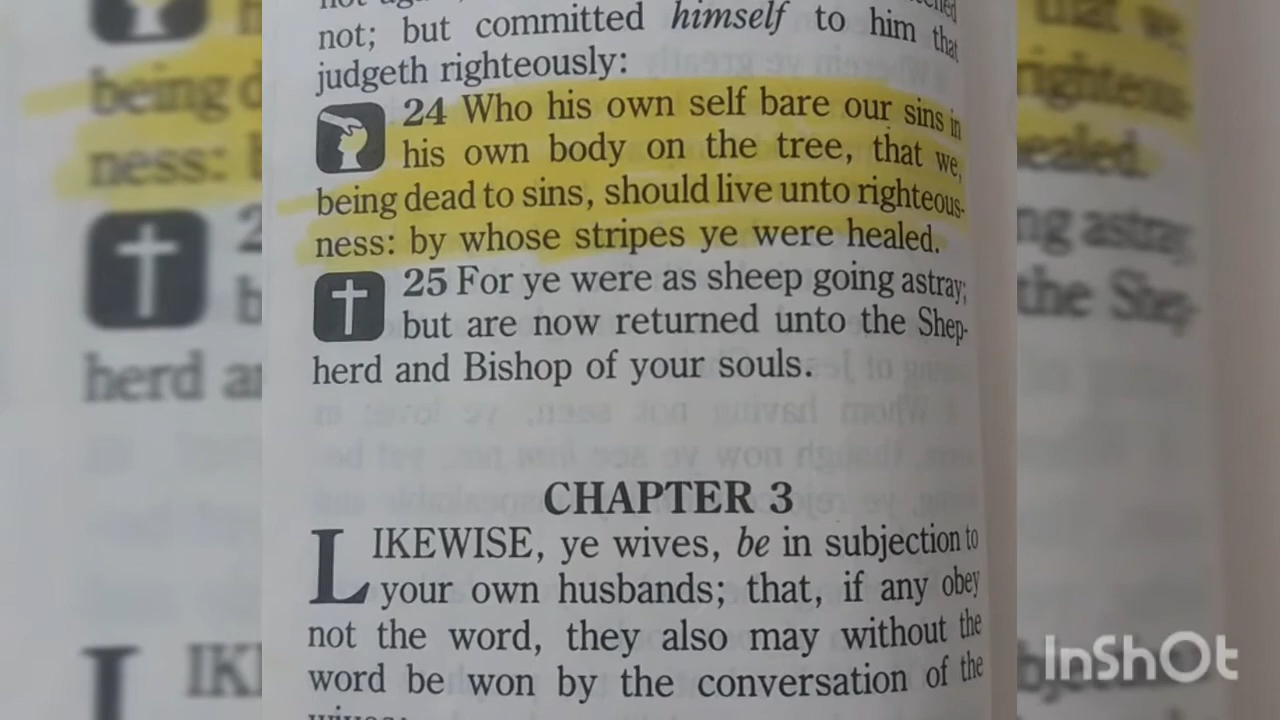 not; but committed himself to him that
judgeth righteously:
24 Who his own self bare our sins in
his own body on the tree, that we,
being dead to sins, should live unto righteous-
ness: by whose stripes ye were healed.
25 For ye were as sheep going astray;
but are now returned unto the Shep-
herd and Bishop of your souls.
CHAPTER 3
LIKEWISE, ye wives, be in subjection to
your own husbands; that, if any obey
not the word, they also may without the
word be won by the conversation of the
InShOt